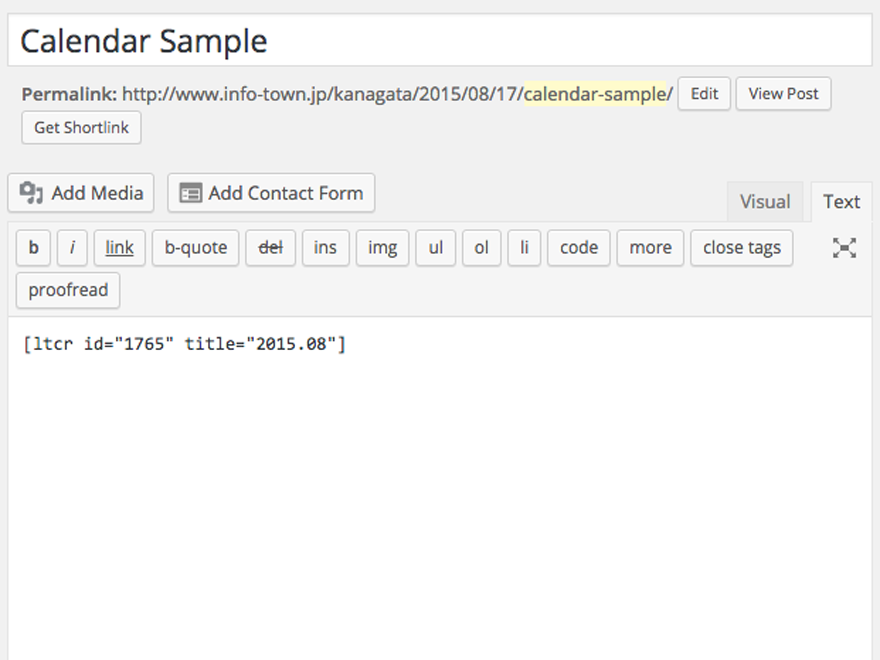 Calendar Sample
Permalink: http://www.info-town.jp/kanagata/2015/08/17/calendar-sample/ Edit View Post
Get Shortlink
Add Media Add Contact Form
Visual Text
b i link b-quote del ins img ul ol li code more close tags
proofread
[ltcr id="1765" title="2015.08"]